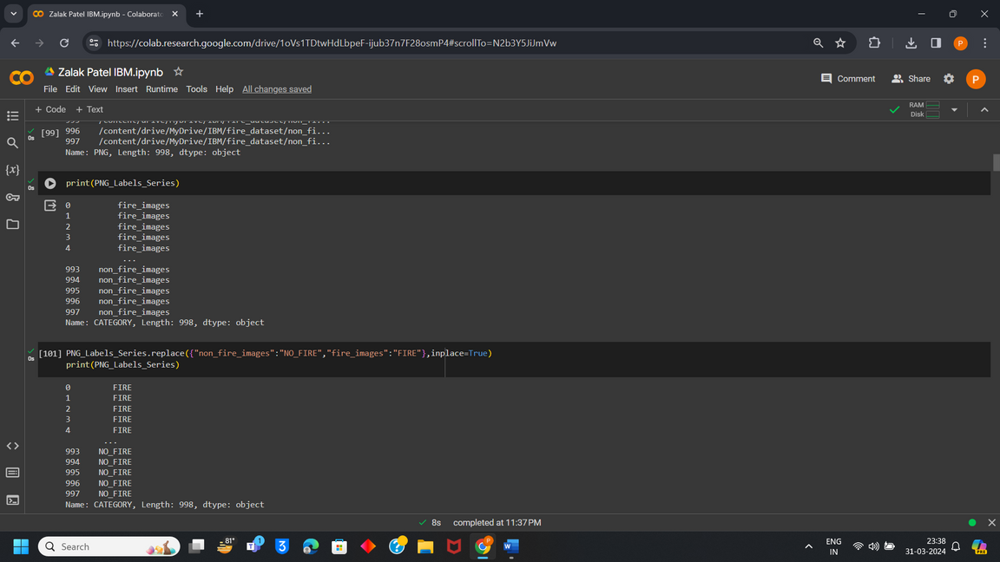 Zalak Patel IBM.ipynb - Colaborato
https://colab.research.google.com/drive/1oVs1TDtwHdLbpeF-ijub37n7F28osmP4#scrollTo=N2b3Y5JiJmVw
P
CO Zalak Patel IBM.ipynb
Comment Share P
File Edit View Insert Runtime Tools Help All changes saved
+ Code + Text
RAM
Disk
{x}
0s [99] 996 /content/drive/MyDrive/IBM/fire_dataset/non_fi...
997 /content/drive/MyDrive/IBM/fire_dataset/non_fi...
Name: PNG, Length: 998, dtype: object
0s print(PNG_Labels_Series)
0 fire_images
1 fire_images
2 fire_images
3 fire_images
4 fire_images
...
993 non_fire_images
994 non_fire_images
995 non_fire_images
996 non_fire_images
997 non_fire_images
Name: CATEGORY, Length: 998, dtype: object
0s [101] PNG_Labels_Series.replace({"non_fire_images":"NO_FIRE","fire_images":"FIRE"},inplace=True)
print(PNG_Labels_Series)
0 FIRE
1 FIRE
2 FIRE
3 FIRE
4 FIRE
...
993 NO_FIRE
994 NO_FIRE
995 NO_FIRE
996 NO_FIRE
997 NO_FIRE
Name: CATEGORY, Length: 998, dtype: object
8s completed at 11:37 PM
Search
81°
1
ENG
IN
23:38
31-03-2024
PRE